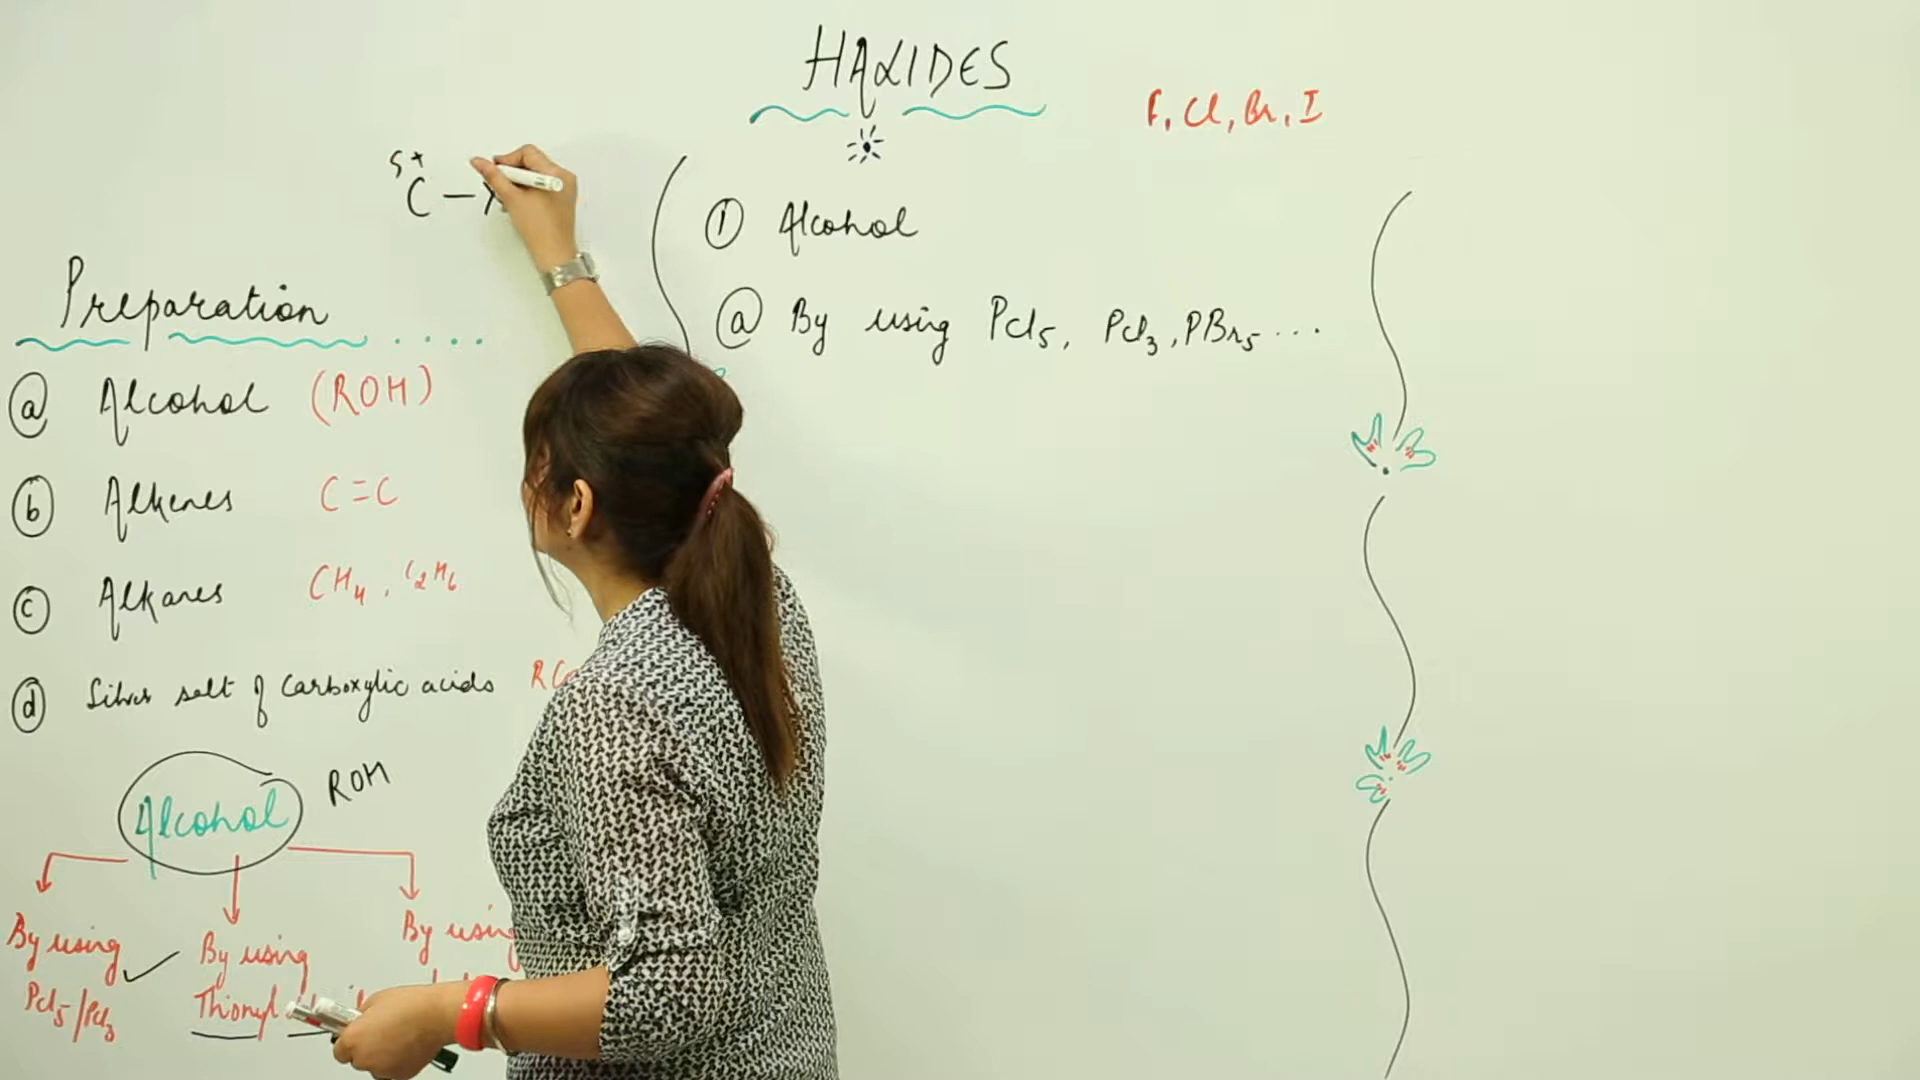 HALIDES
F, Cl, Br, I
δ+
C — X
Preparation ....
ⓐ Alcohol (ROH)
ⓑ Alkenes C=C
ⓒ Alkanes CH4, C2H6
ⓓ Silver salt of Carboxylic acids
Alcohol ROH
By using PCl5/PCl3
By using Thionyl
By using
① Alcohol
ⓐ By using PCl5, PCl3, PBr5 ...